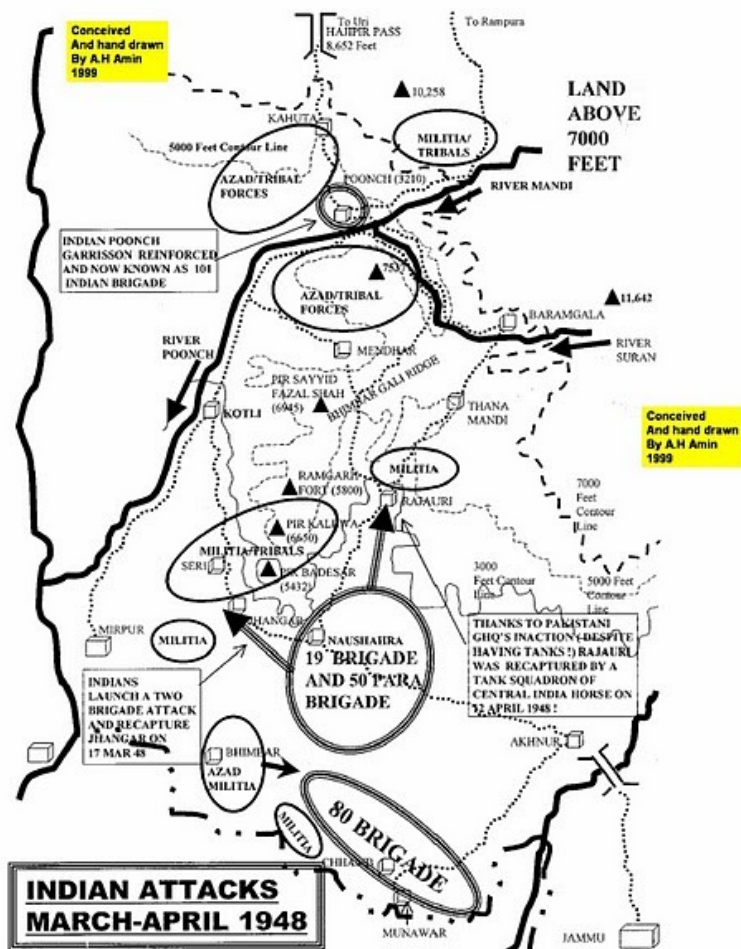 Conceived
And hand drawn
By A.H Amin
1999
To Uri
HAJIPIR PASS
8,652 Feet
To Rampura
10,258
LAND
ABOVE
7000
FEET
KAHUTA
5000 Feet Contour Line
MILITIA/
TRIBALS
AZAD/TRIBAL
FORCES
POONCH (3210)
RIVER MANDI
INDIAN POONCH
GARRISSON REINFORCED
AND NOW KNOWN AS 101
INDIAN BRIGADE
AZAD/TRIBAL
FORCES
11,642
BARAMGALA
RIVER
SURAN
RIVER
POONCH
MENDHAR
PIR SAYYID
FAZAL SHAH
(6945)
BHIMBAR GALI RIDGE
KOTLI
THANA
MANDI
Conceived
And hand drawn
By A.H Amin
1999
MILITIA
RAMGARH
FORT (5800)
RAJAURI
7000
Feet
Contour
Line
PIR KALEWA
(6650)
MILITIA/TRIBALS
SERI
PIR BADESAR
(5432)
3000
Feet Contour
Line
5000 Feet
Contour
Line
JHANGAR
MIRPUR
MILITIA
NAUSHAHRA
19 BRIGADE
AND 50 PARA
BRIGADE
THANKS TO PAKISTANI
GHQ'S INACTION (DESPITE
HAVING TANKS !) RAJAURI
WAS RECAPTURED BY A
TANK SQUADRON OF
CENTRAL INDIA HORSE ON
12 APRIL 1948 !
INDIANS
LAUNCH A TWO
BRIGADE ATTACK
AND RECAPTURE
JHANGAR ON
17 MAR 48
AKHNUR
BHIMBAR
AZAD
MILITIA
MILITIA
80 BRIGADE
MUNAWAR
JAMMU
INDIAN ATTACKS
MARCH-APRIL 1948